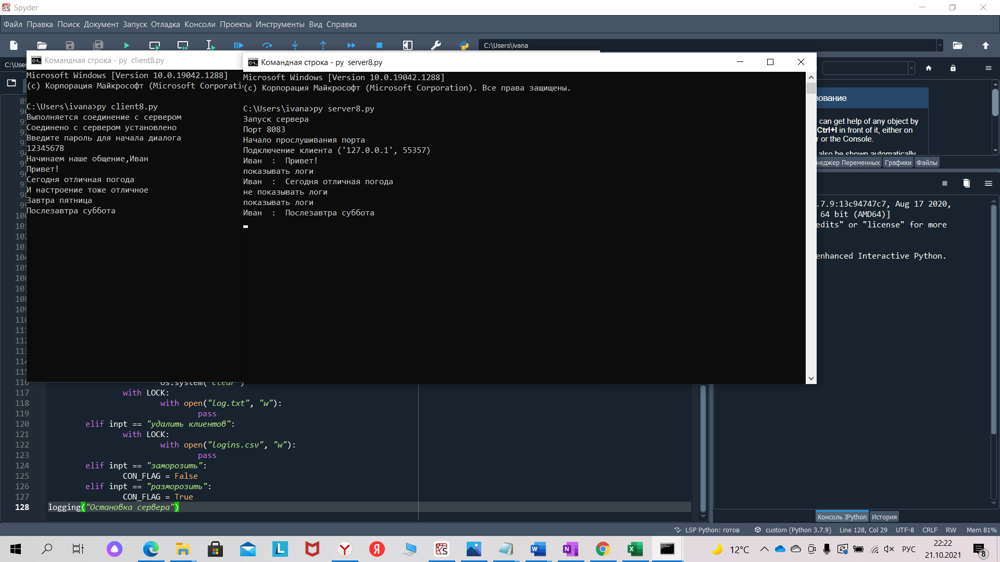 Spyder
Файл Правка Поиск Документ Запуск Отладка Консоли Проекты Инструменты Вид Справка
C:\Users\ivana
Командная строка - py client8.py
Microsoft Windows [Version 10.0.19042.1288]
(c) Корпорация Майкрософт (Microsoft Corporati
C:\Users\ivana>py client8.py
Выполняется соединение с сервером
Соединено с сервером установлено
Введите пароль для начала диалога
12345678
Начинаем наше общение,Иван
Привет!
Сегодня отличная погода
И настроение тоже отличное
Завтра пятница
Послезавтра суббота
Командная строка - py server8.py
Microsoft Windows [Version 10.0.19042.1288]
(c) Корпорация Майкрософт (Microsoft Corporation). Все права защищены.
C:\Users\ivana>py server8.py
Запуск сервера
Порт 8083
Начало прослушивания порта
Подключение клиента ('127.0.0.1', 55357)
Иван : Привет!
показывать логи
Иван : Сегодня отличная погода
не показывать логи
показывать логи
Иван : Послезавтра суббота
can get help of any object by
Ctrl+I in front of it, either on
or the Console.
also be shown automatically
Переменных Графики Файлы
.7.9:13c94747c7, Aug 17 2020,
64 bit (AMD64)]
edits" or "license" for more
enhanced Interactive Python.
116 os.system("clear")
117 with LOCK:
118 with open("log.txt", "w"):
119 pass
120 elif inpt == "удалить клиентов":
121 with LOCK:
122 with open("logins.csv", "w"):
123 pass
124 elif inpt == "заморозить":
125 CON_FLAG = False
126 elif inpt == "разморозить":
127 CON_FLAG = True
128 logging("Остановка сервера")
Консоль IPython История
LSP Python: готов custom (Python 3.7.9) Line 128, Col 29 UTF-8 CRLF RW Mem 81%
12°C РУС 22:22
21.10.2021
8